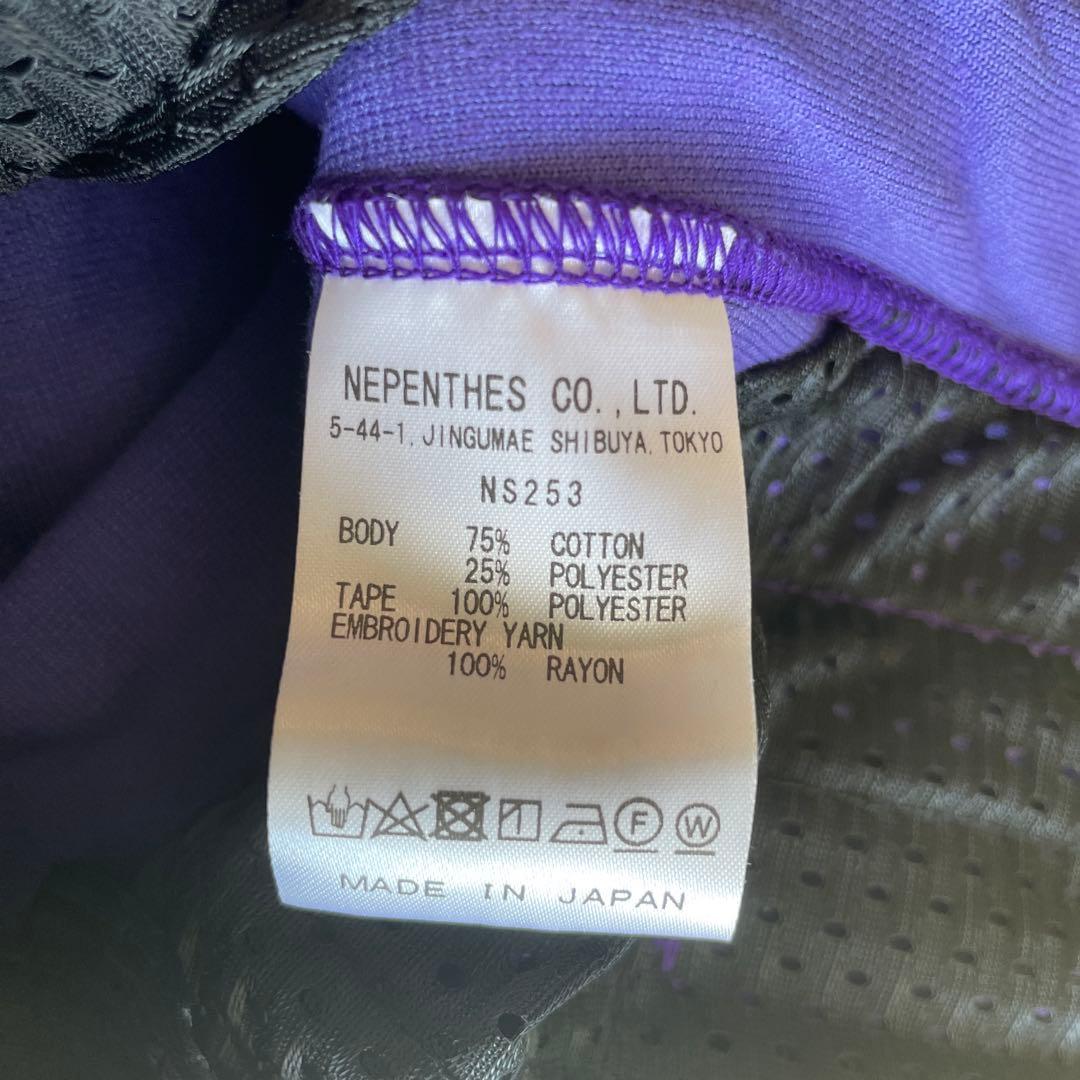 NEPENTHES CO.,LTD.
5-44-1,JINGUMAE SHIBUYA,TOKYO
NS253
BODY 75% COTTON
25% POLYESTER
TAPE 100% POLYESTER
EMBROIDERY YARN
100% RAYON
F W
MADE IN JAPAN